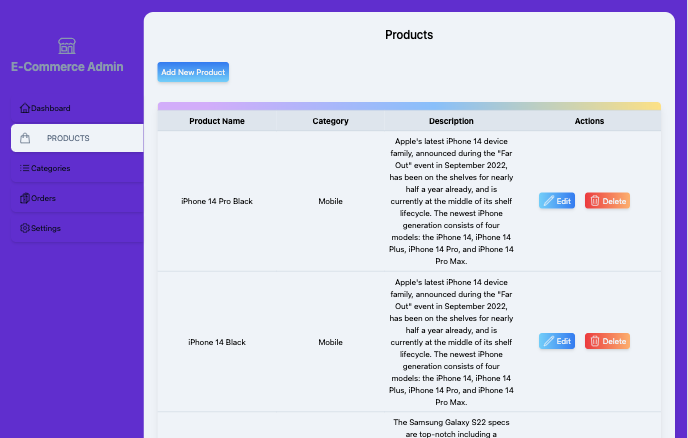 E-Commerce Admin
Dashboard
PRODUCTS
Categories
Orders
Settings
Products
Add New Product
Product Name Category Description Actions
iPhone 14 Pro Black
Mobile
Apple's latest iPhone 14 device
family, announced during the "Far
Out" event in September 2022,
has been on the shelves for nearly
half a year already, and is
currently at the middle of its shelf
lifecycle. The newest iPhone
generation consists of four
models: the iPhone 14, iPhone 14
Plus, iPhone 14 Pro, and iPhone 14
Pro Max.
Edit Delete
iPhone 14 Black
Mobile
Apple's latest iPhone 14 device
family, announced during the "Far
Out" event in September 2022,
has been on the shelves for nearly
half a year already, and is
currently at the middle of its shelf
lifecycle. The newest iPhone
generation consists of four
models: the iPhone 14, iPhone 14
Plus, iPhone 14 Pro, and iPhone 14
Pro Max.
Edit Delete
The Samsung Galaxy S22 specs
are top-notch including a